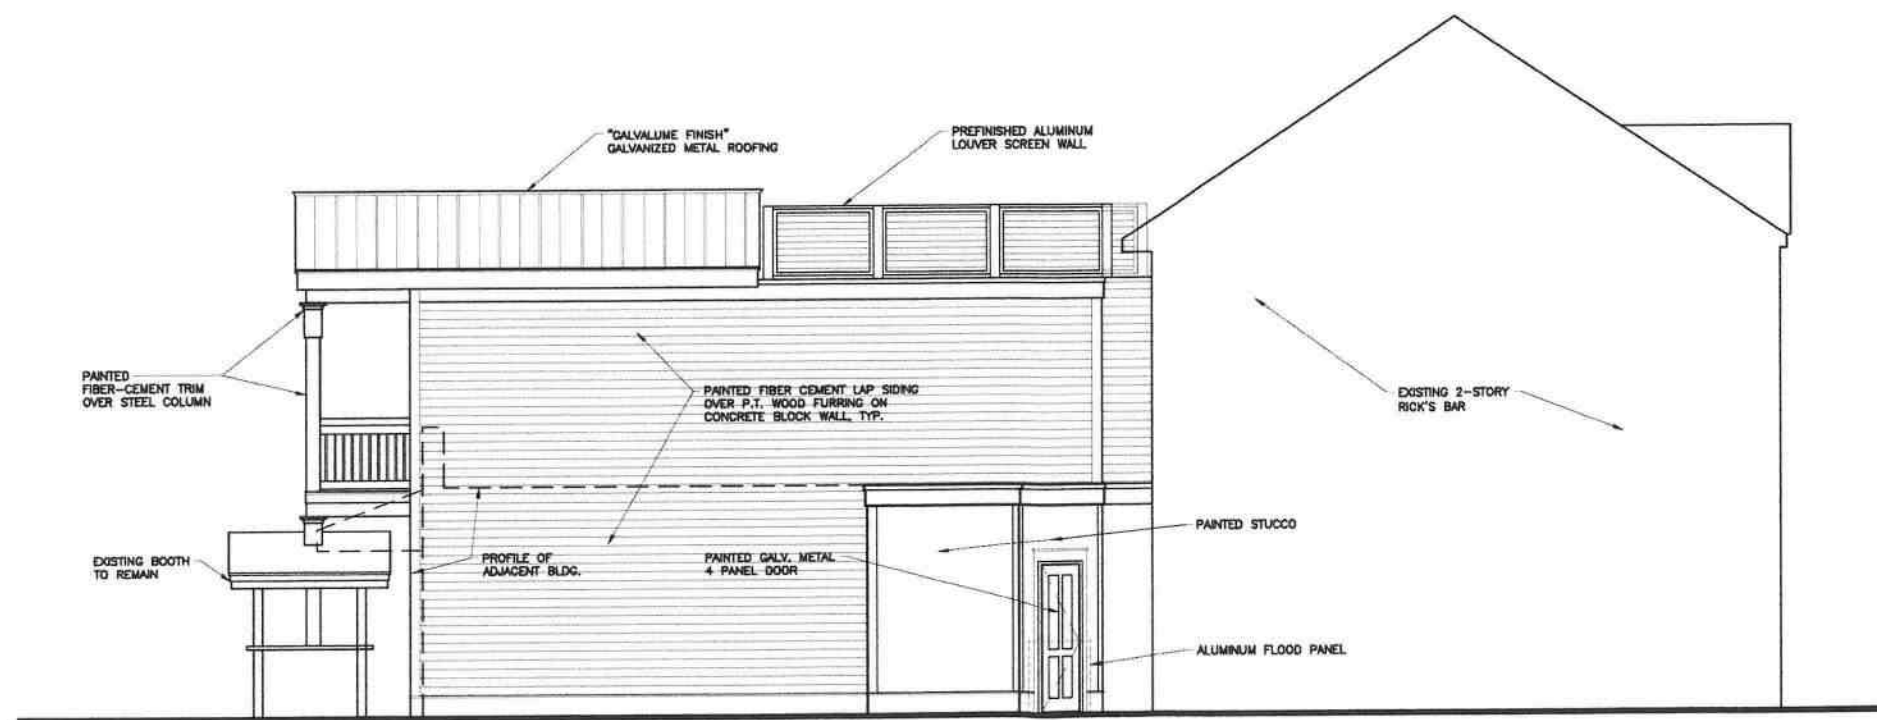 "GALVALUME FINISH"
GALVANIZED METAL ROOFING
PREFINISHED ALUMINUM
LOUVER SCREEN WALL
PAINTED
FIBER-CEMENT TRIM
OVER STEEL COLUMN
PAINTED FIBER CEMENT LAP SIDING
OVER P.T. WOOD FURRING ON
CONCRETE BLOCK WALL, TYP.
EXISTING 2-STORY
RICK'S BAR
EXISTING BOOTH
TO REMAIN
PROFILE OF
ADJACENT BLDG.
PAINTED GALV. METAL
4 PANEL DOOR
PAINTED STUCCO
ALUMINUM FLOOD PANEL